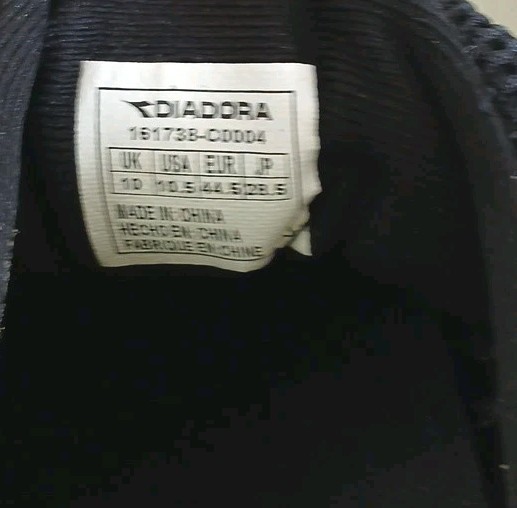 DIADORA
161738-C0004
UK USA EUR JP
10 10.5 44.5 28.5
MADE IN CHINA
HECHO EN CHINA
FABRIQUE EN CHINE